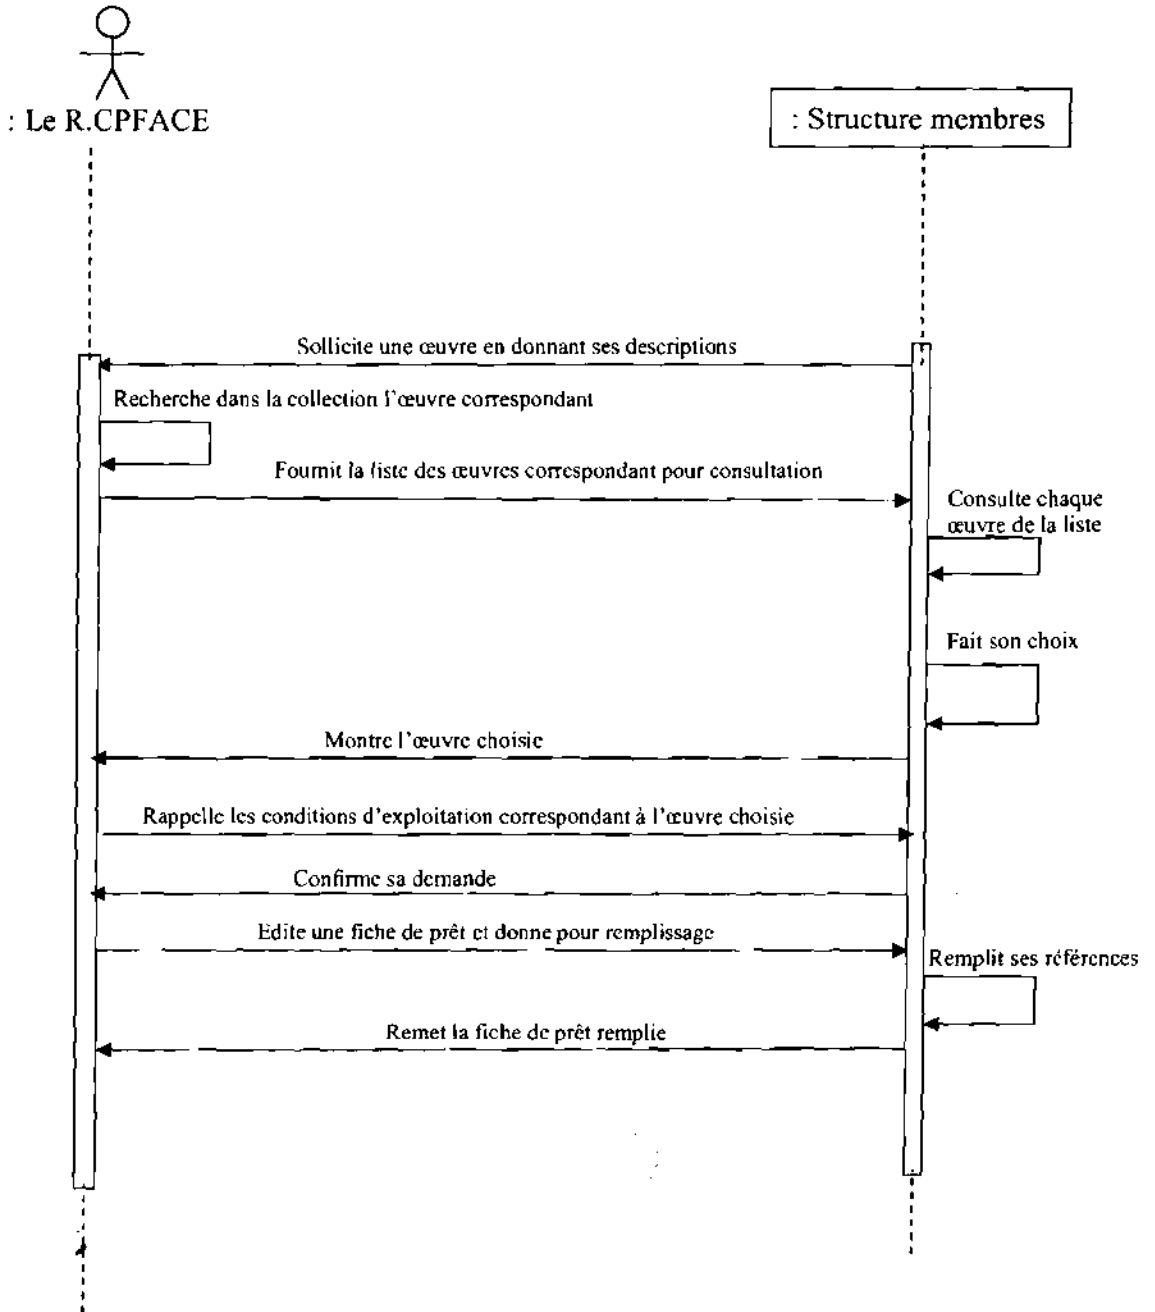 : Le R.CPFACE
: Structure membres
Sollicite une œuvre en donnant ses descriptions
Recherche dans la collection l'œuvre correspondant
Fournit la liste des œuvres correspondant pour consultation
Consulte chaque
œuvre de la liste
Fait son choix
Montre l'œuvre choisie
Rappelle les conditions d'exploitation correspondant à l'œuvre choisie
Confirme sa demande
Edite une fiche de prêt et donne pour remplissage
Remplit ses références
Remet la fiche de prêt remplie